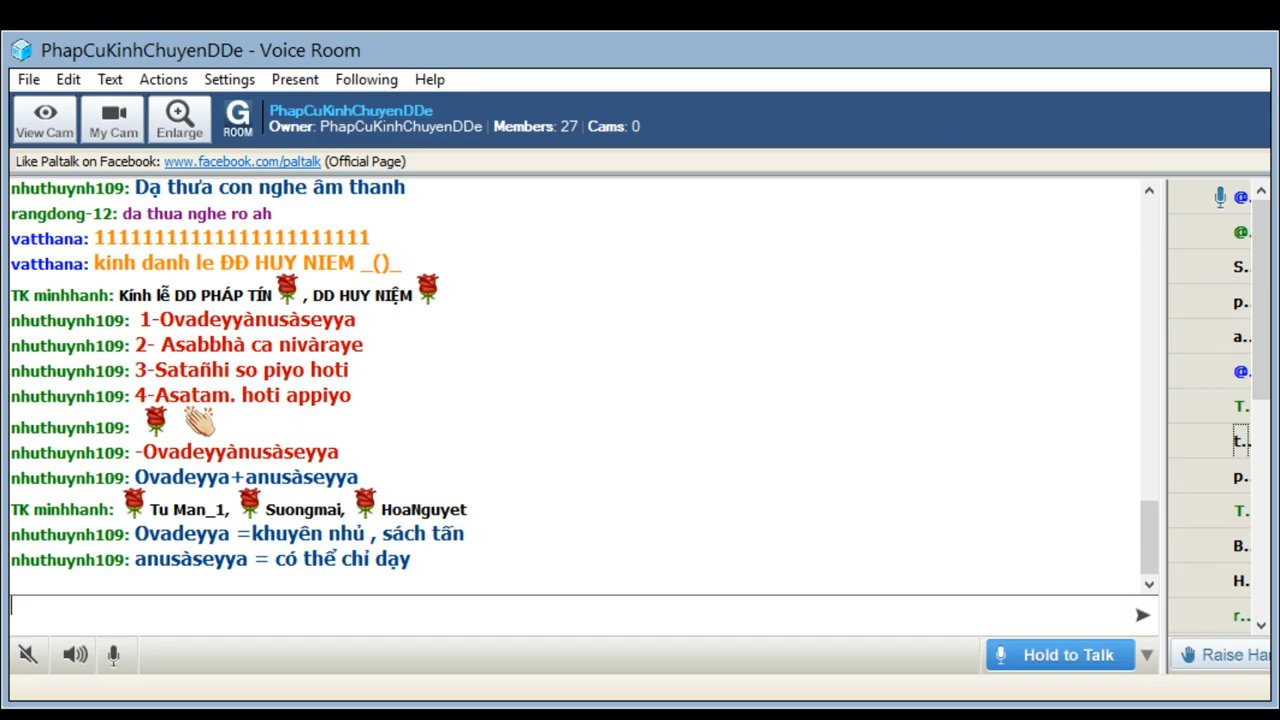 PhapCuKinhChuyenDDe - Voice Room
File Edit Text Actions Settings Present Following Help
View Cam My Cam Enlarge G ROOM
PhapCuKinhChuyenDDe
Owner: PhapCuKinhChuyenDDe | Members: 27 | Cams: 0
Like Paltalk on Facebook: www.facebook.com/paltalk (Official Page)
nhuthuynh109: Dạ thưa con nghe âm thanh
rangdong-12: da thua nghe ro ah
vatthana: 11111111111111111111111
vatthana: kinh danh le ĐĐ HUY NIEM _()_
TK minhhanh: Kính lễ DD PHÁP TÍN , DD HUY NIỆM
nhuthuynh109: 1-Ovadeyyànusàseyya
nhuthuynh109: 2- Asabbhà ca nivàraye
nhuthuynh109: 3-Satañhi so piyo hoti
nhuthuynh109: 4-Asatam. hoti appiyo
nhuthuynh109:
nhuthuynh109: -Ovadeyyànusàseyya
nhuthuynh109: Ovadeyya+anusàseyya
TK minhhanh: Tu Man_1, Suongmai, HoaNguyet
nhuthuynh109: Ovadeyya =khuyên nhủ , sách tấn
nhuthuynh109: anusàseyya = có thể chỉ dạy
@.
@.
S..
p..
a..
@.
T.
t..
p..
T.
B..
H.
r..
Hold to Talk
Raise Ha